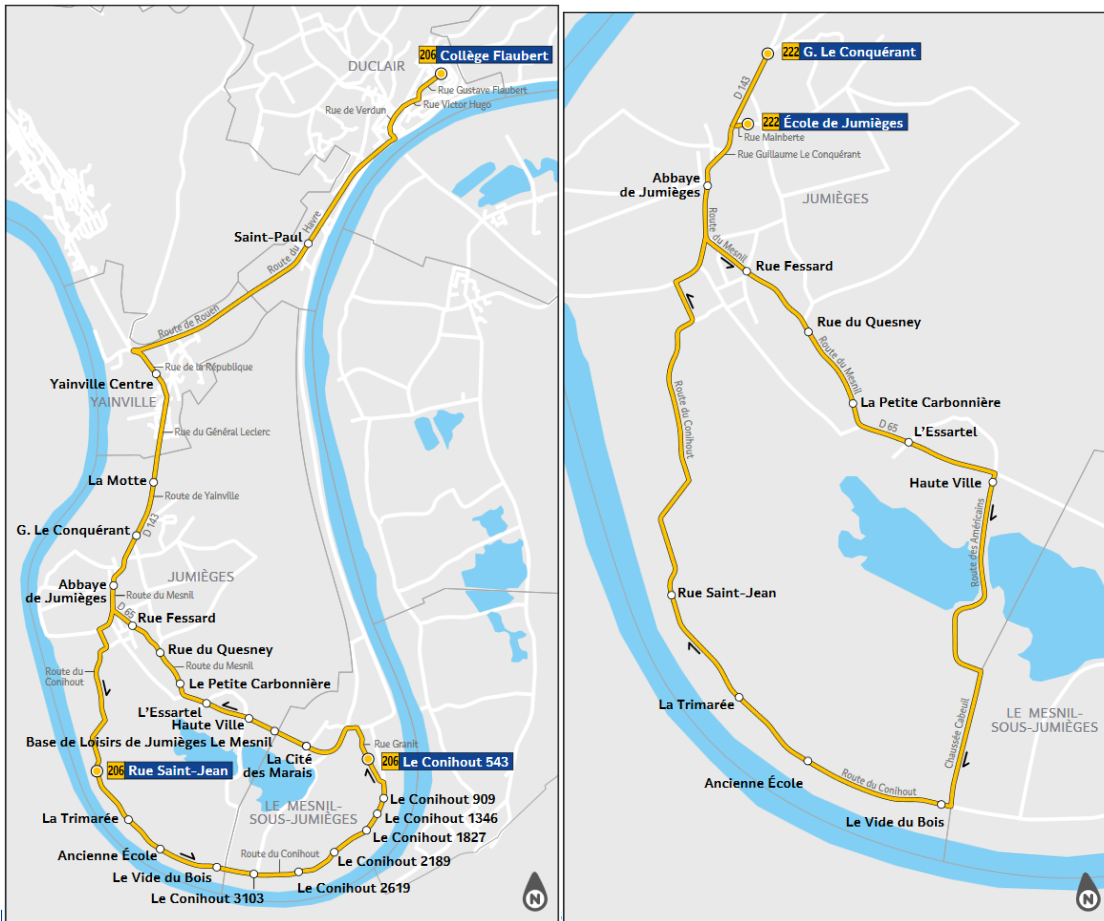 206 Collège Flaubert
DUCLAIR
Rue Gustave Flaubert
Rue Victor Hugo
Rue de Verdun
Saint-Paul
Route du Havre
Route de Rouen
Rue de la République
Yainville Centre
YAINVILLE
Rue du Général Leclerc
La Motte
Route de Yainville
G. Le Conquérant
D 143
Abbaye
de Jumièges
JUMIÈGES
Route du Mesnil
D 65
Rue Fessard
Rue du Quesney
Route du Mesnil
Route du
Conihout
Le Petite Carbonnière
L'Essartel
Haute Ville
Base de Loisirs de Jumièges Le Mesnil
La Cité
des Marais
Rue Granit
206 Le Conihout 543
206 Rue Saint-Jean
Le Conihout 909
LE MESNIL-
SOUS-JUMIÈGES
Le Conihout 1346
La Trimarée
Le Conihout 1827
Ancienne École
Route du Conihout
Le Conihout 2189
Le Vide du Bois
Le Conihout 2619
Le Conihout 3103
N
222 G. Le Conquérant
D 143
222 École de Jumièges
Rue Mainberte
Rue Guillaume Le Conquérant
Abbaye
de Jumièges
JUMIÈGES
Route du Mesnil
Rue Fessard
Rue du Quesney
Route du Mesnil
Route du Conihout
La Petite Carbonnière
D 65
L'Essartel
Haute Ville
Route des Américains
Rue Saint-Jean
La Trimarée
LE MESNIL-
SOUS-JUMIÈGES
Chaussée Cabeuil
Ancienne École
Route du Conihout
Le Vide du Bois
N